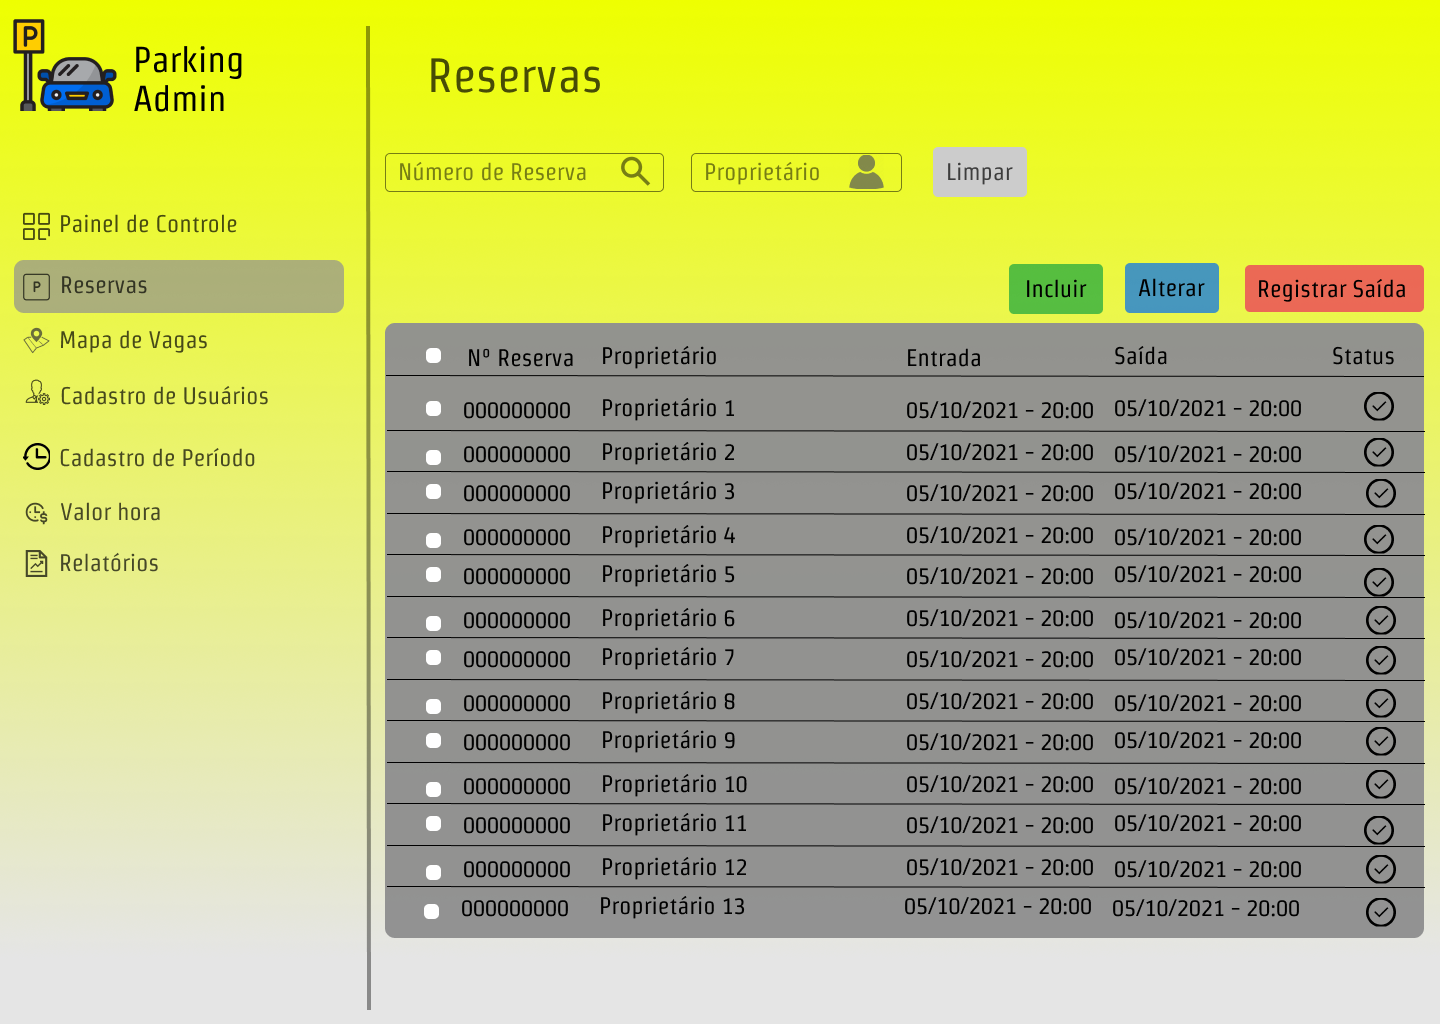 P
Parking
Admin
Reservas
Número de Reserva
Proprietário
Limpar
Painel de Controle
P
Reservas
Mapa de Vagas
Cadastro de Usuários
Cadastro de Período
Valor hora
$
Relatórios
Incluir
Alterar
Registrar Saída
Nº Reserva Proprietário Entrada Saída Status
000000000 Proprietário 1 05/10/2021 - 20:00 05/10/2021 - 20:00
000000000 Proprietário 2 05/10/2021 - 20:00 05/10/2021 - 20:00
000000000 Proprietário 3 05/10/2021 - 20:00 05/10/2021 - 20:00
000000000 Proprietário 4 05/10/2021 - 20:00 05/10/2021 - 20:00
000000000 Proprietário 5 05/10/2021 - 20:00 05/10/2021 - 20:00
000000000 Proprietário 6 05/10/2021 - 20:00 05/10/2021 - 20:00
000000000 Proprietário 7 05/10/2021 - 20:00 05/10/2021 - 20:00
000000000 Proprietário 8 05/10/2021 - 20:00 05/10/2021 - 20:00
000000000 Proprietário 9 05/10/2021 - 20:00 05/10/2021 - 20:00
000000000 Proprietário 10 05/10/2021 - 20:00 05/10/2021 - 20:00
000000000 Proprietário 11 05/10/2021 - 20:00 05/10/2021 - 20:00
000000000 Proprietário 12 05/10/2021 - 20:00 05/10/2021 - 20:00
000000000 Proprietário 13 05/10/2021 - 20:00 05/10/2021 - 20:00